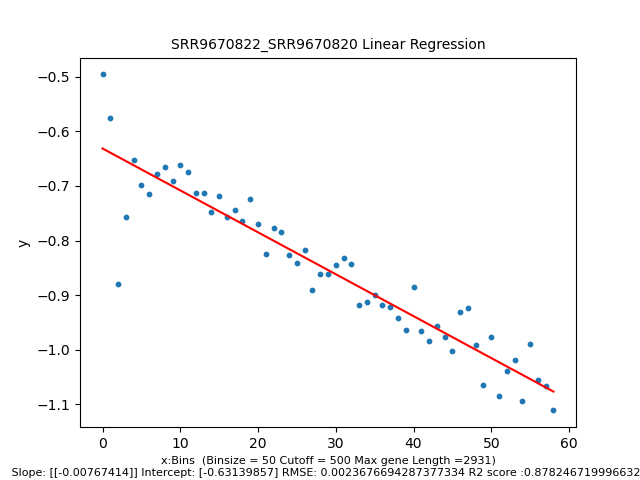 SRR9670822_SRR9670820 Linear Regression
−0.5
−0.6
−0.7
−0.8
−0.9
−1.0
−1.1
y
0 10 20 30 40 50 60
x:Bins (Binsize = 50 Cutoff = 500 Max gene Length =2931)
Slope: [[-0.00767414]] Intercept: [-0.63139857] RMSE: 0.0023676694287377334 R2 score :0.878246719996632